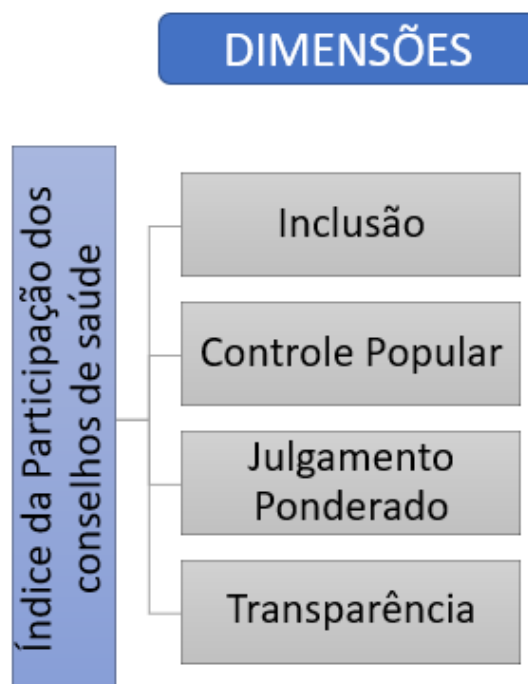 DIMENSÕES
Índice da Participação dos
conselhos de saúde
Inclusão
Controle Popular
Julgamento
Ponderado
Transparência